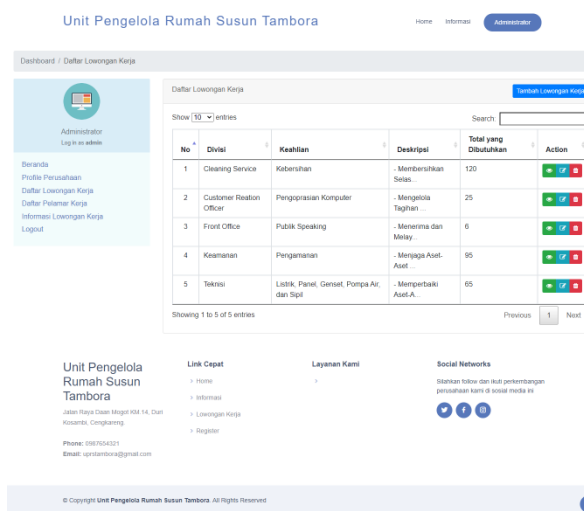 Unit Pengelola Rumah Susun Tambora
Home Informasi Administrator
Dashboard / Daftar Lowongan Kerja
Administrator
Log in as admin
Beranda
Profile Perusahaan
Daftar Lowongan Kerja
Daftar Pelamar Kerja
Informasi Lowongan Kerja
Logout
Daftar Lowongan Kerja
Tambah Lowongan Kerja
Show 10 entries
Search:
No Divisi Keahlian Deskripsi Total yang Dibutuhkan Action
1 Cleaning Service Kebersihan - Membersihkan Selas... 120
2 Customer Reation Officer Pengoprasian Komputer - Mengelola Tagihan ... 25
3 Front Office Publik Speaking - Menerima dan Melay... 6
4 Keamanan Pengamanan - Menjaga Aset-Aset ... 95
5 Teknisi Listrik, Panel, Genset, Pompa Air, dan Sipil - Memperbaiki Aset-A... 65
Showing 1 to 5 of 5 entries
Previous 1 Next
Unit Pengelola
Rumah Susun
Tambora
Jalan Raya Daan Mogot KM 14, Duri
Kosambi, Cengkareng.
Phone: 0987654321
Email: uprstambora@gmail.com
Link Cepat
Home
Informasi
Lowongan Kerja
Register
Layanan Kami
Social Networks
Silahkan follow dan ikuti perkembangan
perusahaan kami di sosial media ini
© Copyright Unit Pengelola Rumah Susun Tambora. All Rights Reserved